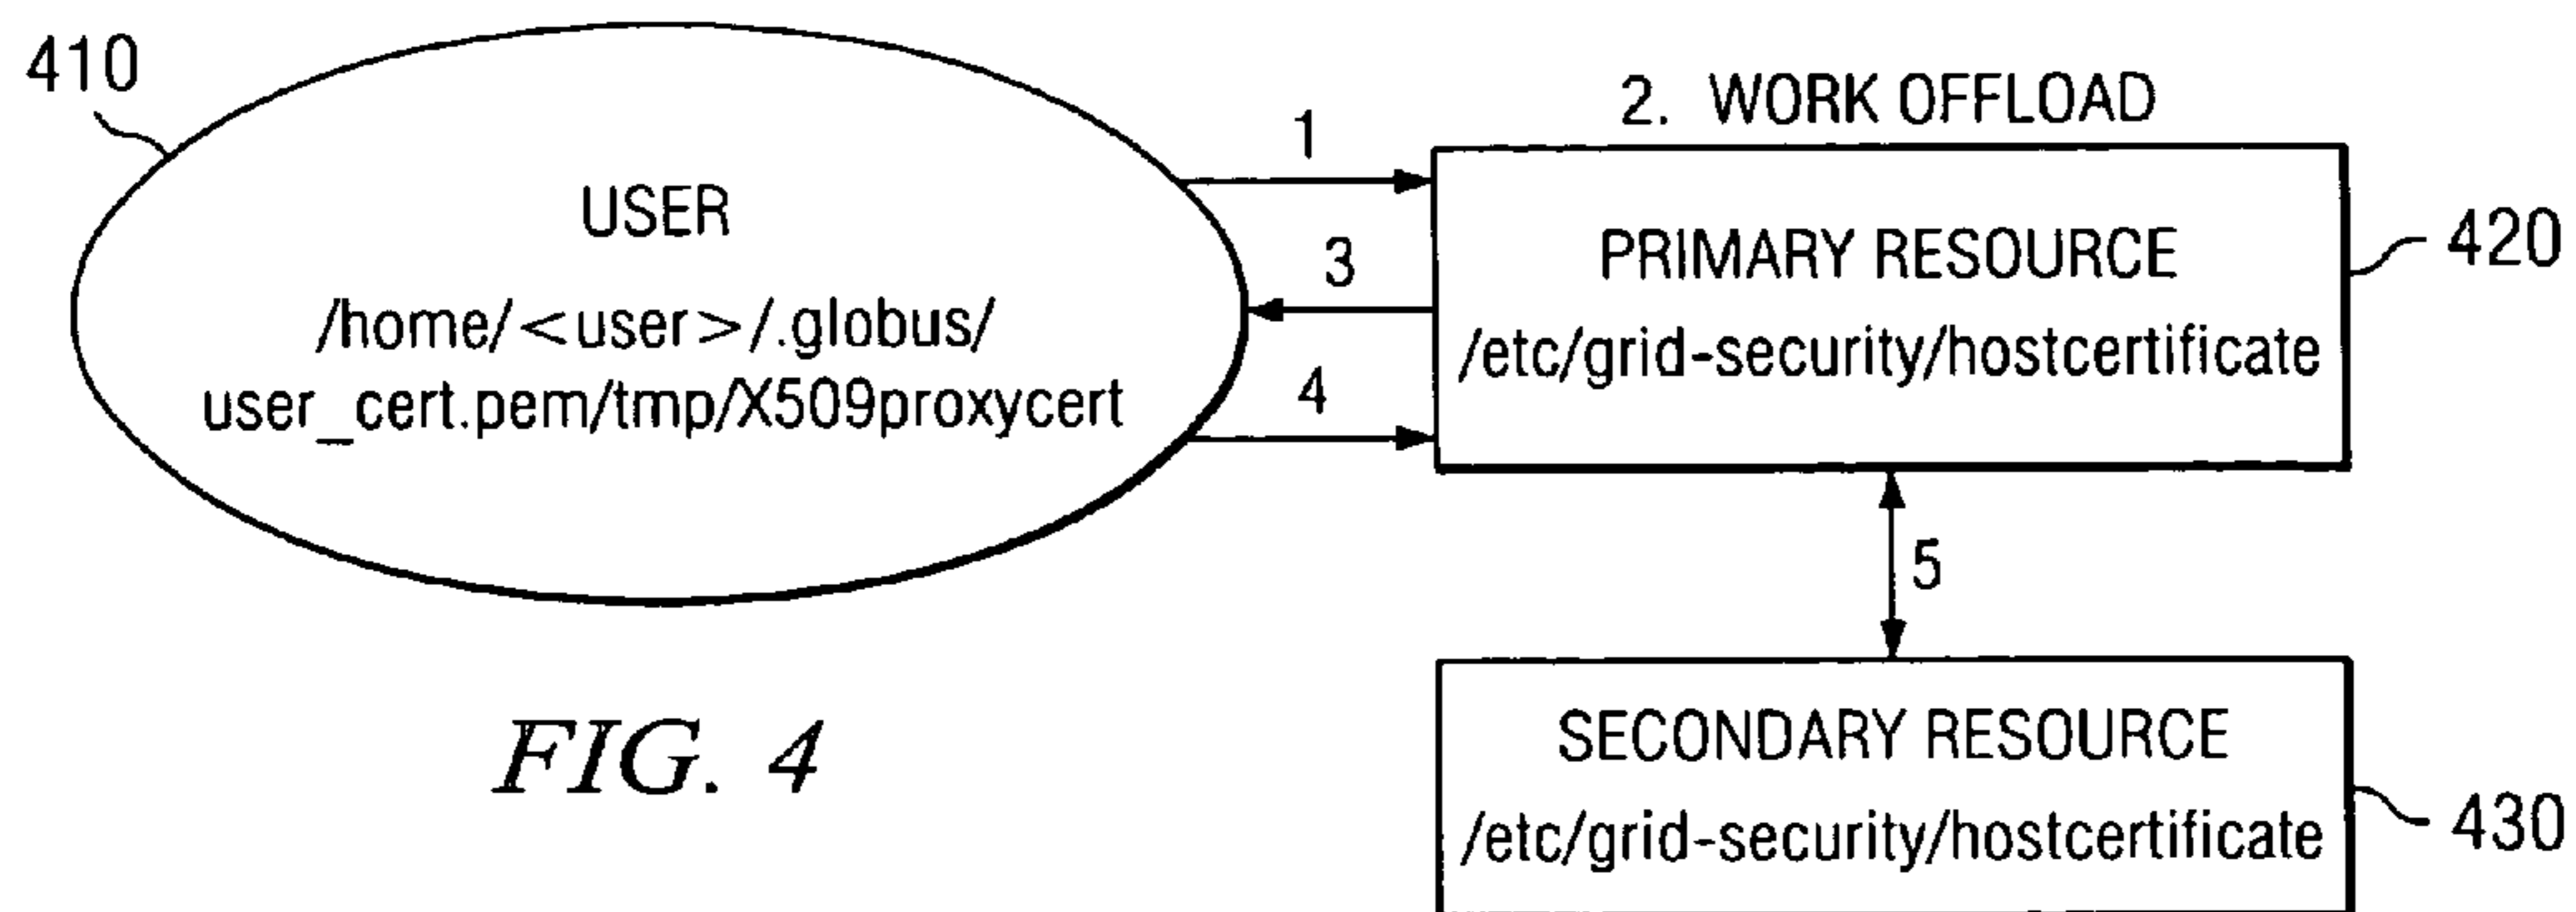 410
USER
/home/<user>/.globus/
user_cert.pem/tmp/X509proxycert
1
3
4
2. WORK OFFLOAD
PRIMARY RESOURCE
/etc/grid-security/hostcertificate
420
5
SECONDARY RESOURCE
/etc/grid-security/hostcertificate
430
FIG. 4